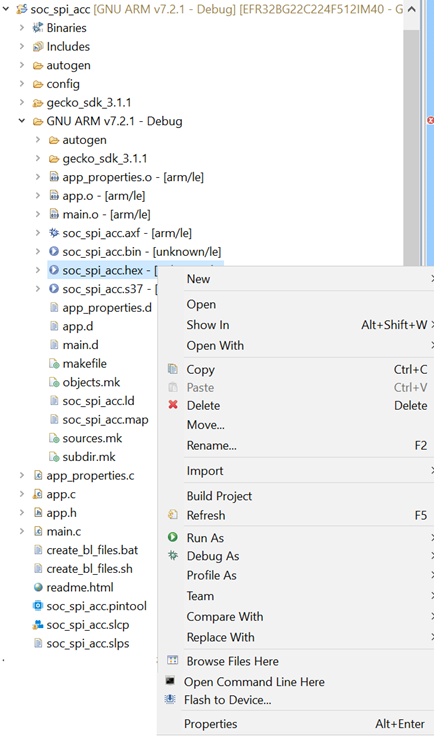 soc_spi_acc [GNU ARM v7.2.1 - Debug] [EFR32BG22C224F512IM40 - G
Binaries
Includes
autogen
config
gecko_sdk_3.1.1
GNU ARM v7.2.1 - Debug
autogen
gecko_sdk_3.1.1
app_properties.o - [arm/le]
app.o - [arm/le]
main.o - [arm/le]
soc_spi_acc.axf - [arm/le]
soc_spi_acc.bin - [unknown/le]
soc_spi_acc.hex - [
soc_spi_acc.s37 - [
app_properties.d
app.d
main.d
makefile
objects.mk
soc_spi_acc.ld
soc_spi_acc.map
sources.mk
subdir.mk
app_properties.c
app.c
app.h
main.c
create_bl_files.bat
create_bl_files.sh
readme.html
soc_spi_acc.pintool
soc_spi_acc.slcp
soc_spi_acc.slps
New
Open
Show In Alt+Shift+W
Open With
Copy Ctrl+C
Paste Ctrl+V
Delete Delete
Move...
Rename... F2
Import
Build Project
Refresh F5
Run As
Debug As
Profile As
Team
Compare With
Replace With
Browse Files Here
Open Command Line Here
Flash to Device...
Properties Alt+Enter